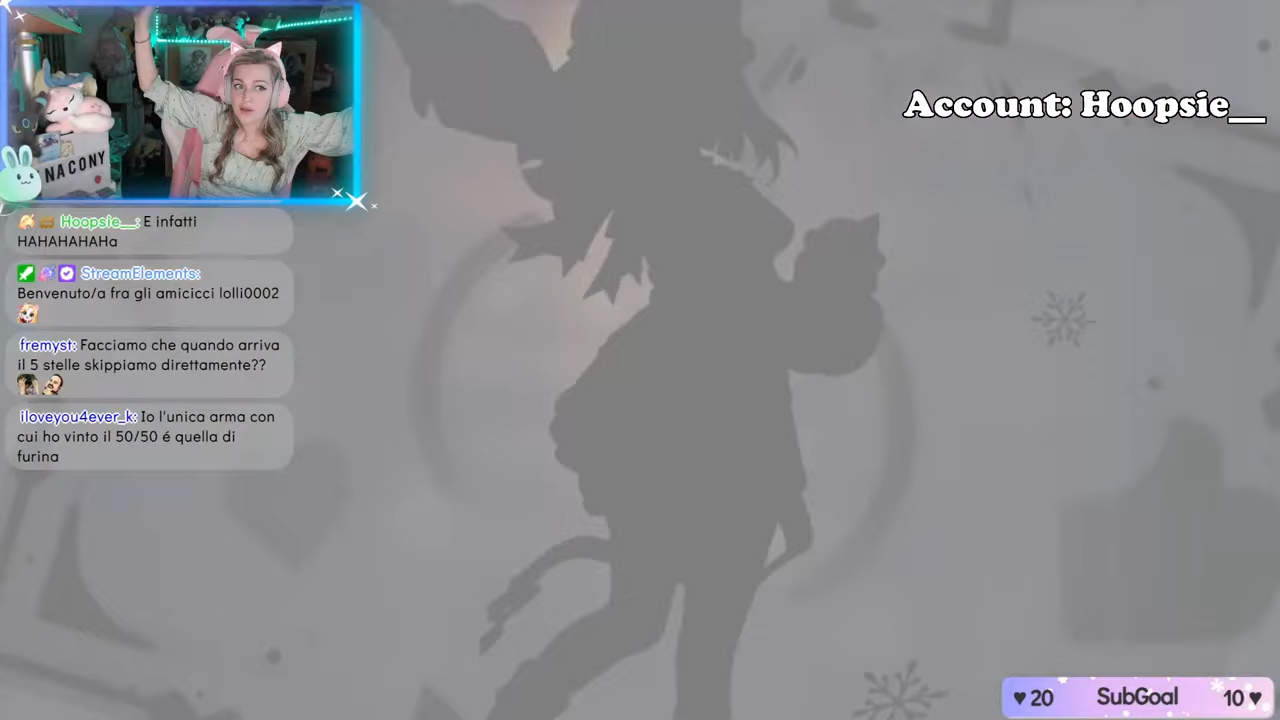 Account: Hoopsie__
NACONY
Hoopsie__: E infatti
HAHAHAHAHa
StreamElements:
Benvenuto/a fra gli amicicci lolli0002
fremyst: Facciamo che quando arriva
il 5 stelle skippiamo direttamente??
iloveyou4ever_k: Io l'unica arma con
cui ho vinto il 50/50 é quella di
furina
♥ 20 SubGoal 10 ♥